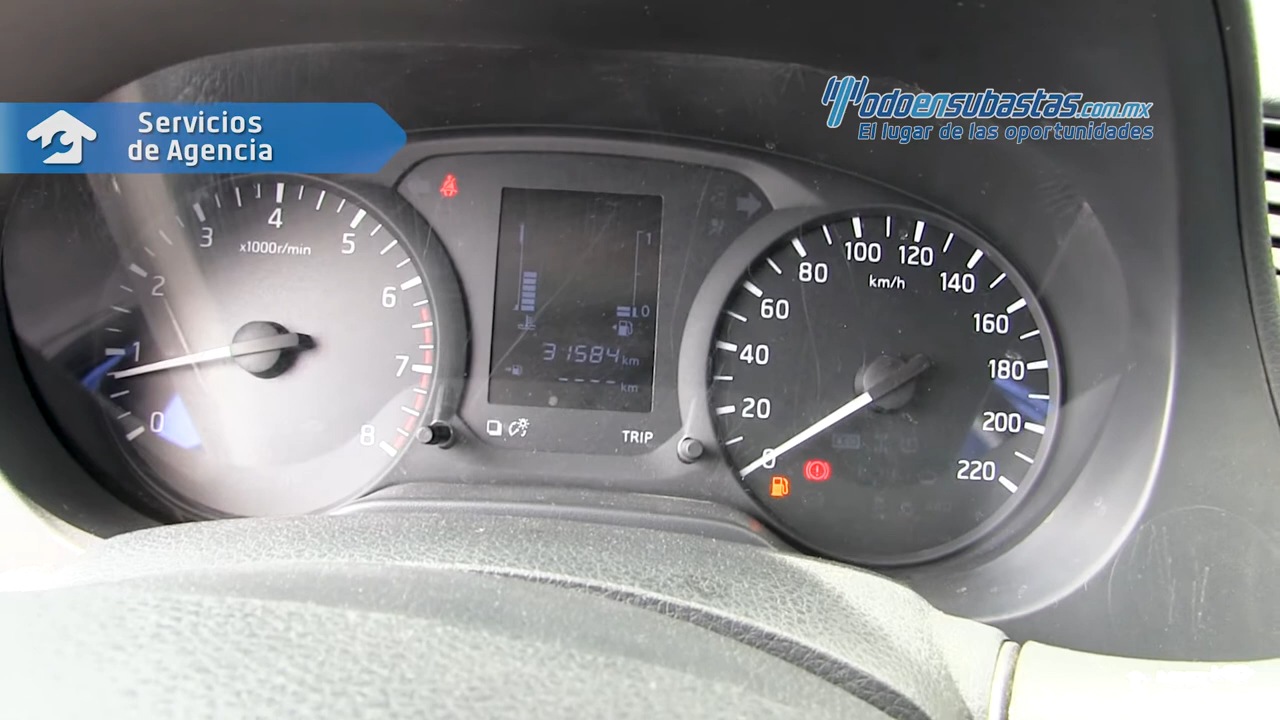 Servicios
de Agencia
Todoensubastas.com.mx
El lugar de las oportunidades
0
1
2
3
4
5
6
7
8
x1000r/min
1
0
31584 km
---- km
TRIP
0
20
40
60
80
100
120
140
160
180
200
220
km/h